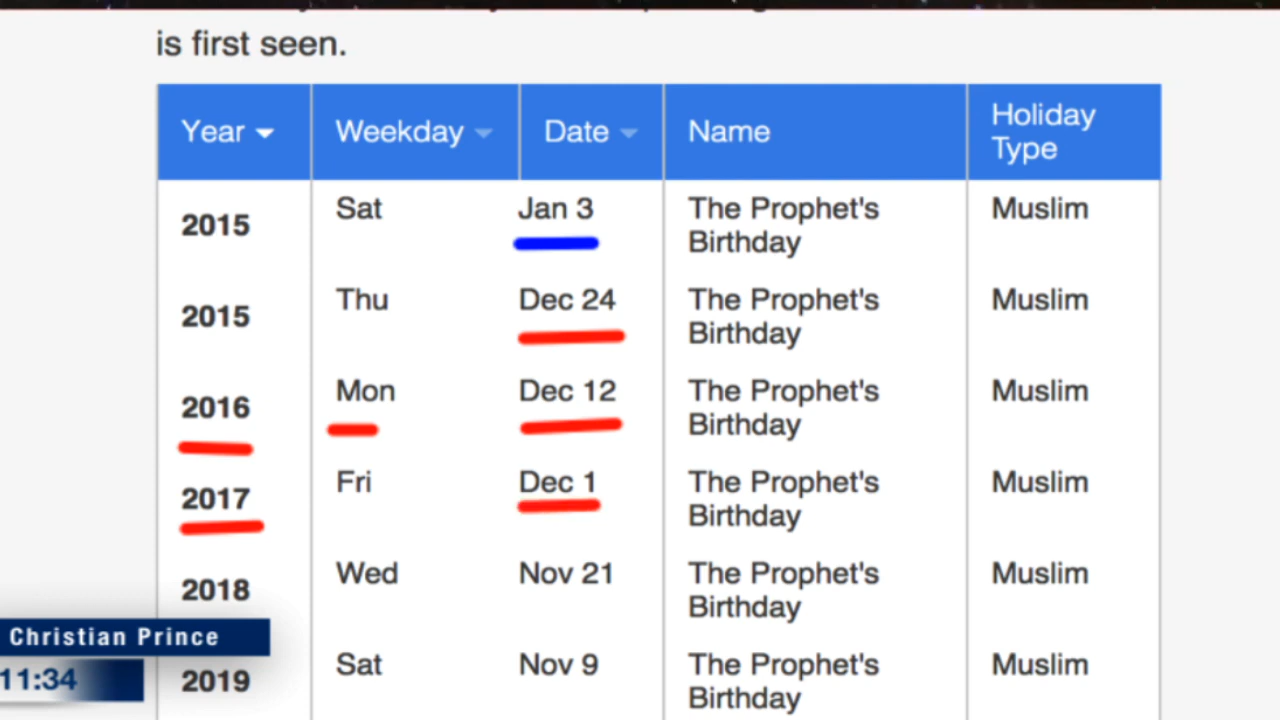 is first seen.
Year Weekday Date Name Holiday Type
2015 Sat Jan 3 The Prophet's Birthday Muslim
2015 Thu Dec 24 The Prophet's Birthday Muslim
2016 Mon Dec 12 The Prophet's Birthday Muslim
2017 Fri Dec 1 The Prophet's Birthday Muslim
2018 Wed Nov 21 The Prophet's Birthday Muslim
2019 Sat Nov 9 The Prophet's Birthday Muslim
Christian Prince
11:34